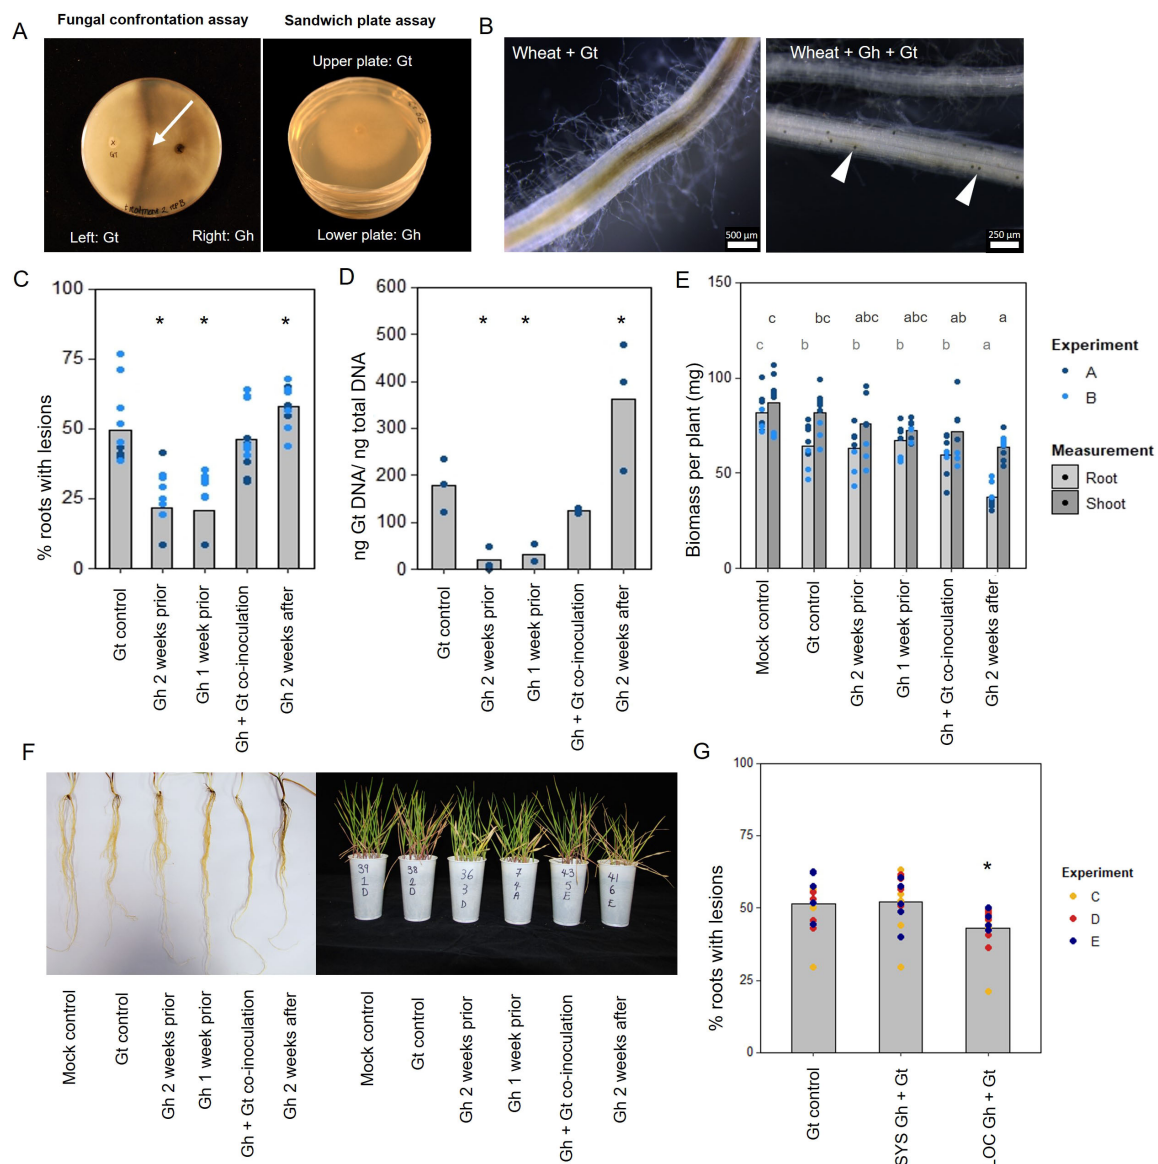 A
Fungal confrontation assay
Sandwich plate assay
Upper plate: Gt
Gt
treatment 2, rep B
Left: Gt
Right: Gh
Lower plate: Gh
B
Wheat + Gt
500 µm
Wheat + Gh + Gt
250 µm
C
% roots with lesions
100
75
50
25
0
* * *
Gt control
Gh 2 weeks prior
Gh 1 week prior
Gh + Gt co-inoculation
Gh 2 weeks after
D
ng Gt DNA/ ng total DNA
600
500
400
300
200
100
0
* * *
Gt control
Gh 2 weeks prior
Gh 1 week prior
Gh + Gt co-inoculation
Gh 2 weeks after
E
Biomass per plant (mg)
150
100
50
0
c bc abc abc ab a
c b b b b a
Mock control
Gt control
Gh 2 weeks prior
Gh 1 week prior
Gh + Gt co-inoculation
Gh 2 weeks after
Experiment
A
B
Measurement
Root
Shoot
F
39 1 D
38 2 D
36 3 D
7 4 A
43 5 E
41 6 E
Mock control
Gt control
Gh 2 weeks prior
Gh 1 week prior
Gh + Gt co-inoculation
Gh 2 weeks after
Mock control
Gt control
Gh 2 weeks prior
Gh 1 week prior
Gh + Gt co-inoculation
Gh 2 weeks after
G
% roots with lesions
100
75
50
25
0
*
Gt control
SYS Gh + Gt
LOC Gh + Gt
Experiment
C
D
E